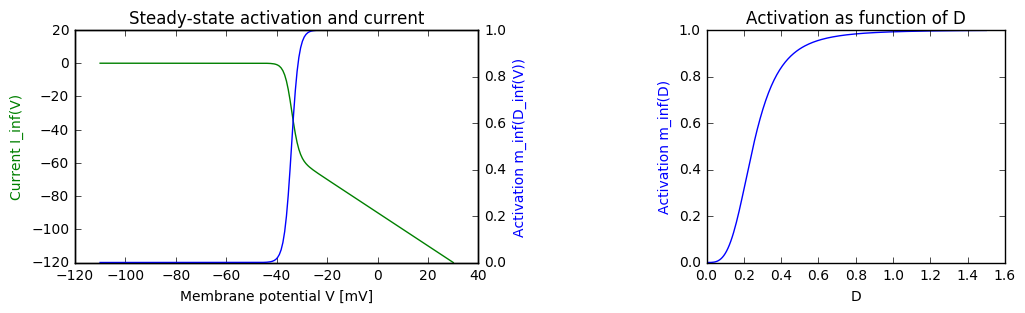 Steady-state activation and current
Current I_inf(V)
20
0
−20
−40
−60
−80
−100
−120
1.0
0.8
0.6
0.4
0.2
0.0
Activation m_inf(D_inf(V))
−120 −100 −80 −60 −40 −20 0 20 40
Membrane potential V [mV]
Activation as function of D
Activation m_inf(D)
1.0
0.8
0.6
0.4
0.2
0.0
0.0 0.2 0.4 0.6 0.8 1.0 1.2 1.4 1.6
D